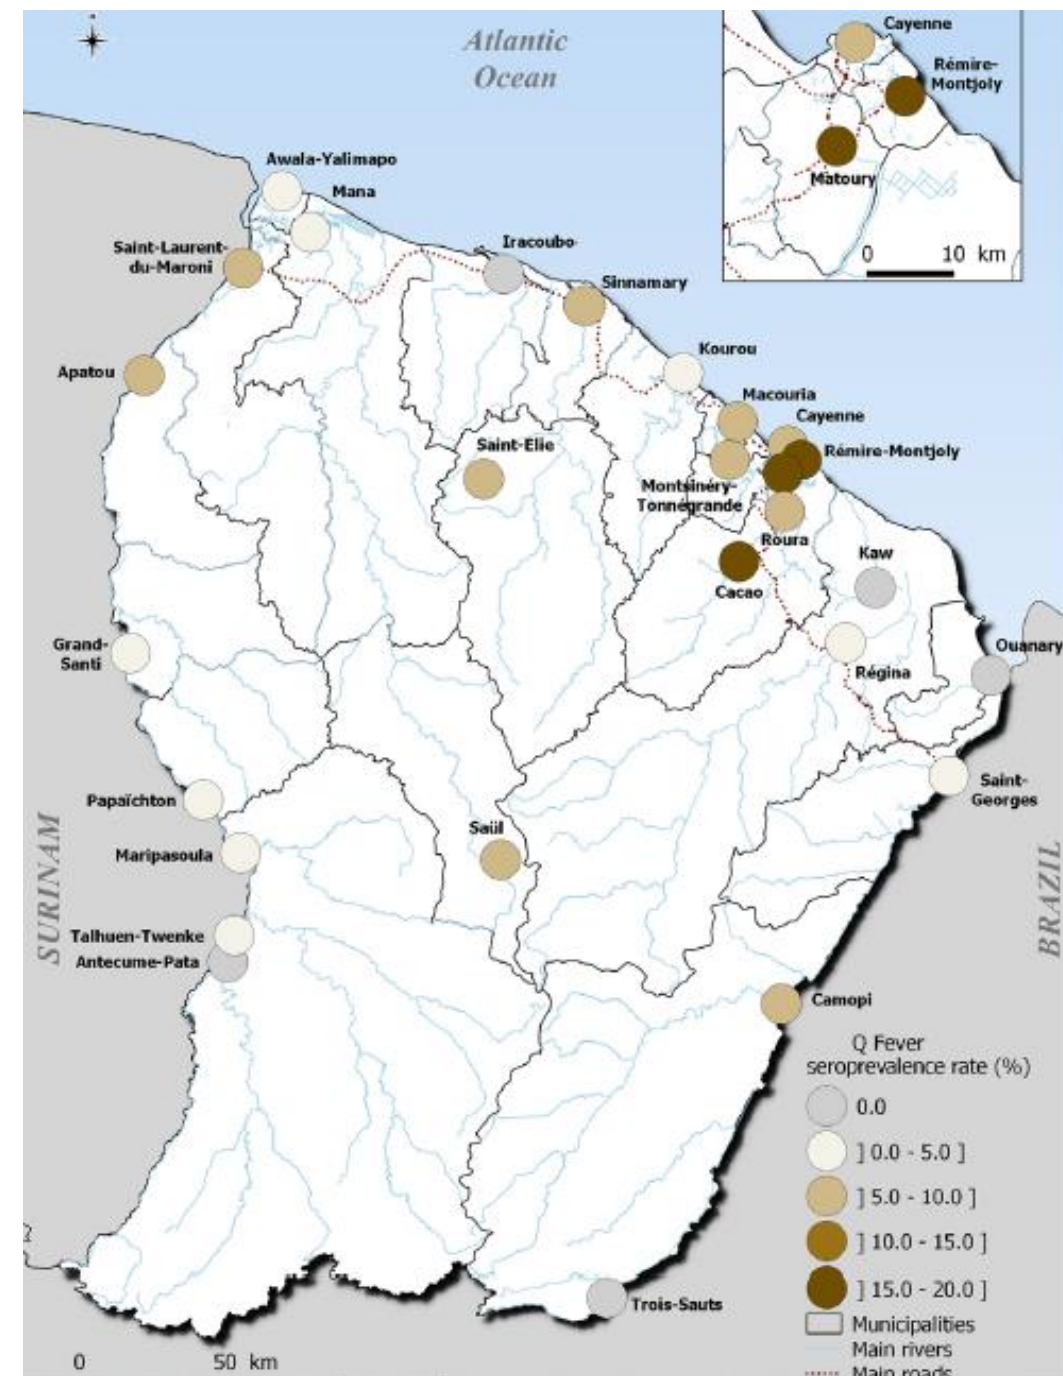 Atlantic
Ocean
Cayenne
Rémire-
Montjoly
Matoury
0 10 km
Awala-Yalimapo
Mana
Saint-Laurent-
du-Maroni
Iracoubo
Sinnamary
Apatou
Kourou
Macouria
Cayenne
Saint-Elie
Rémire-Montjoly
Montsinéry-
Tonnégrande
Roura
Kaw
Cacao
Grand-
Santi
Ouanary
Régina
Papaïchton
Saint-
Georges
Saül
Maripasoula
SURINAM
BRAZIL
Talhuen-Twenke
Antecume-Pata
Camopi
Q Fever
seroprevalence rate (%)
0.0
] 0.0 - 5.0 ]
] 5.0 - 10.0 ]
] 10.0 - 15.0 ]
] 15.0 - 20.0 ]
Trois-Sauts
Municipalities
Main rivers
Main roads
0 50 km